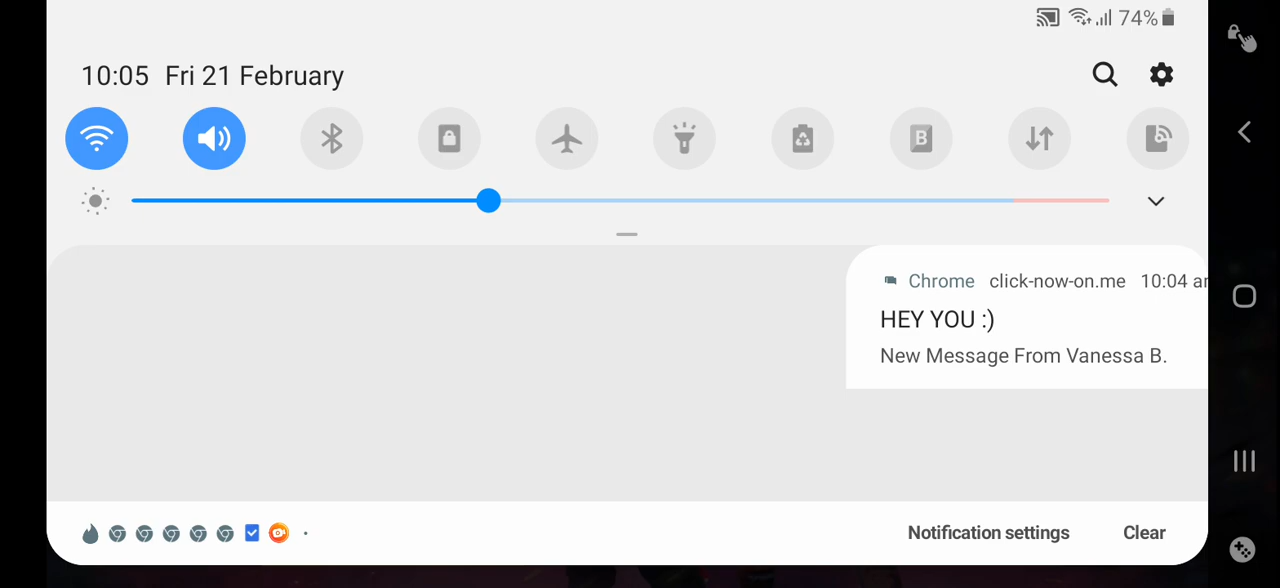 74%
10:05 Fri 21 February
B
Chrome click-now-on.me 10:04 ar
HEY YOU :)
New Message From Vanessa B.
Notification settings Clear